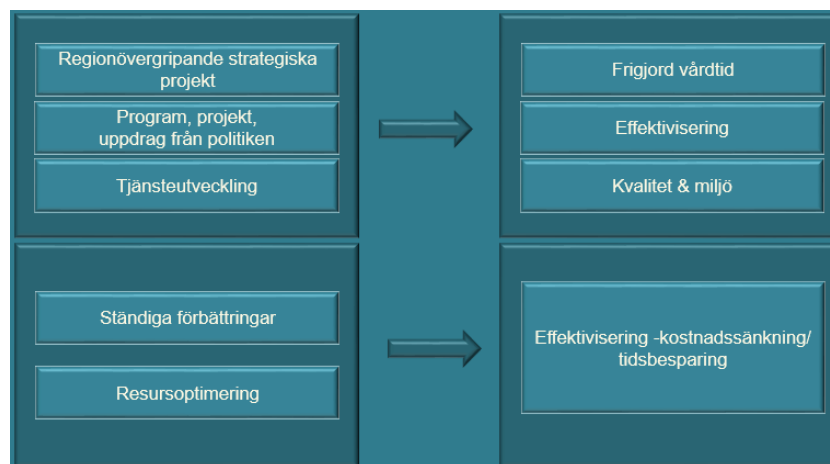 Regionövergripande strategiska
projekt
Program, projekt,
uppdrag från politiken
Tjänsteutveckling
Frigjord vårdtid
Effektivisering
Kvalitet & miljö
Ständiga förbättringar
Resursoptimering
Effektivisering -kostnadssänkning/
tidsbesparing